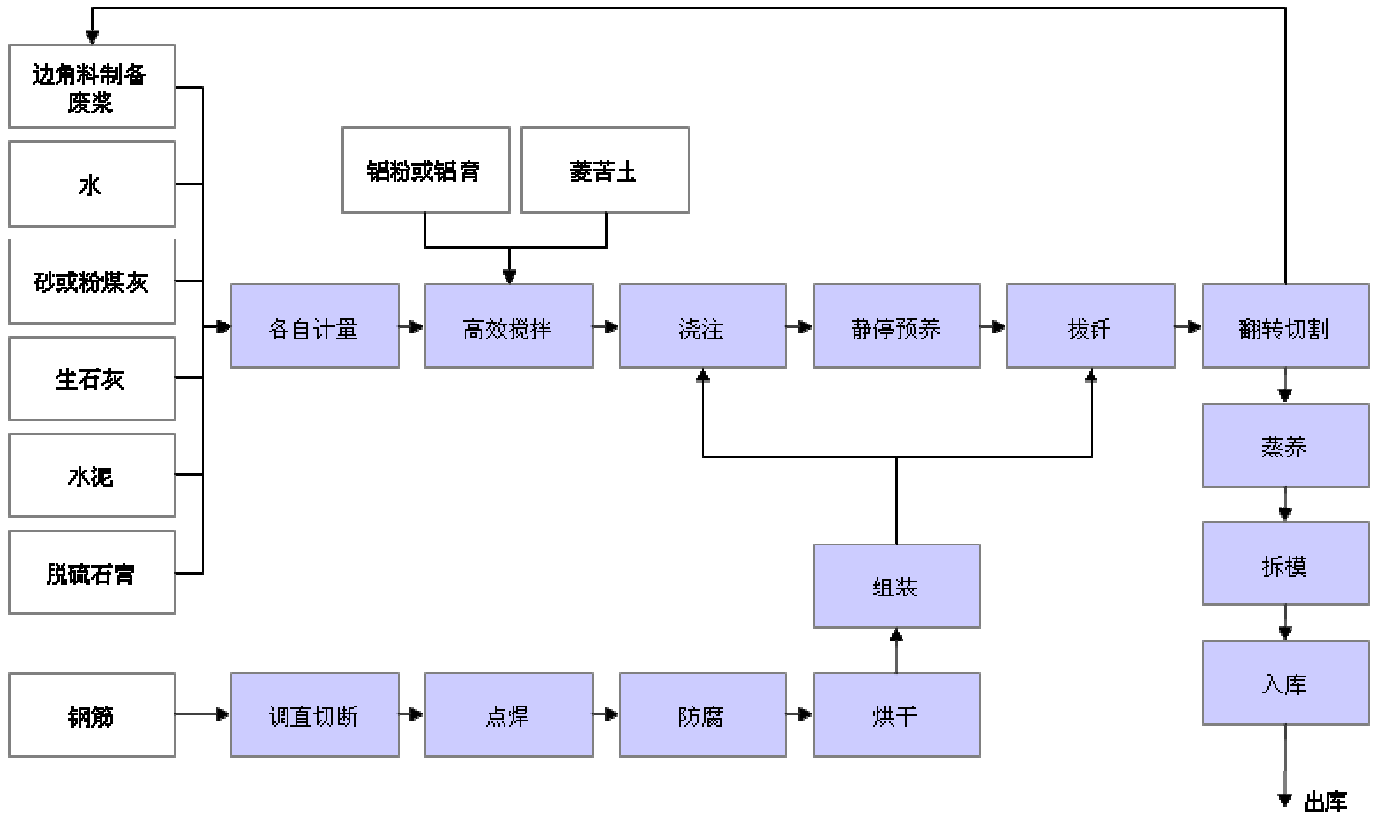 边角料制备
废浆
水
砂或粉煤灰
生石灰
水泥
脱硫石膏
铝粉或铝膏
菱苦土
各自计量
高效搅拌
浇注
静停预养
拔钎
翻转切割
蒸养
拆模
入库
出库
组装
钢筋
调直切断
点焊
防腐
烘干